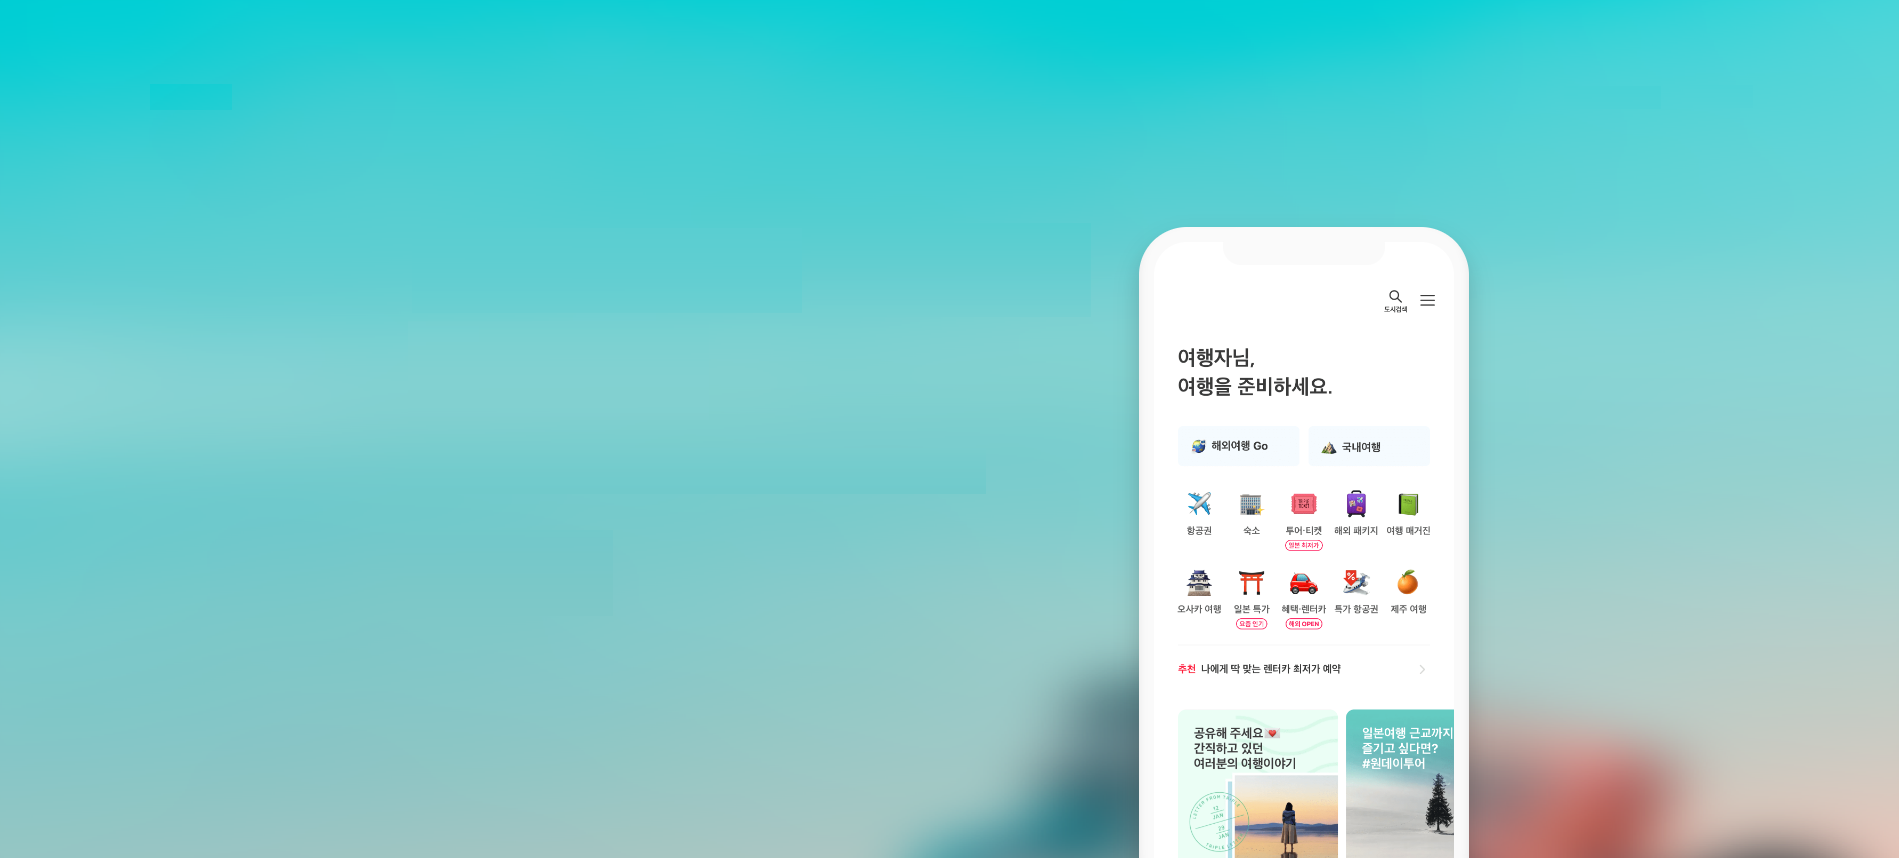 도시검색
여행자님,
여행을 준비하세요.
해외여행 Go
국내여행
항공권
숙소
투어·티켓
해외 패키지
여행 매거진
일본 최저가
오사카 여행
일본 특가
혜택·렌터카
특가 항공권
제주 여행
요즘 인기
해외 OPEN
추천 나에게 딱 맞는 렌터카 최저가 예약
공유해 주세요
간직하고 있던
여러분의 여행이야기
일본여행 근교까지
즐기고 싶다면?
#원데이투어
LETTER FROM TRIPLE
12
JAN